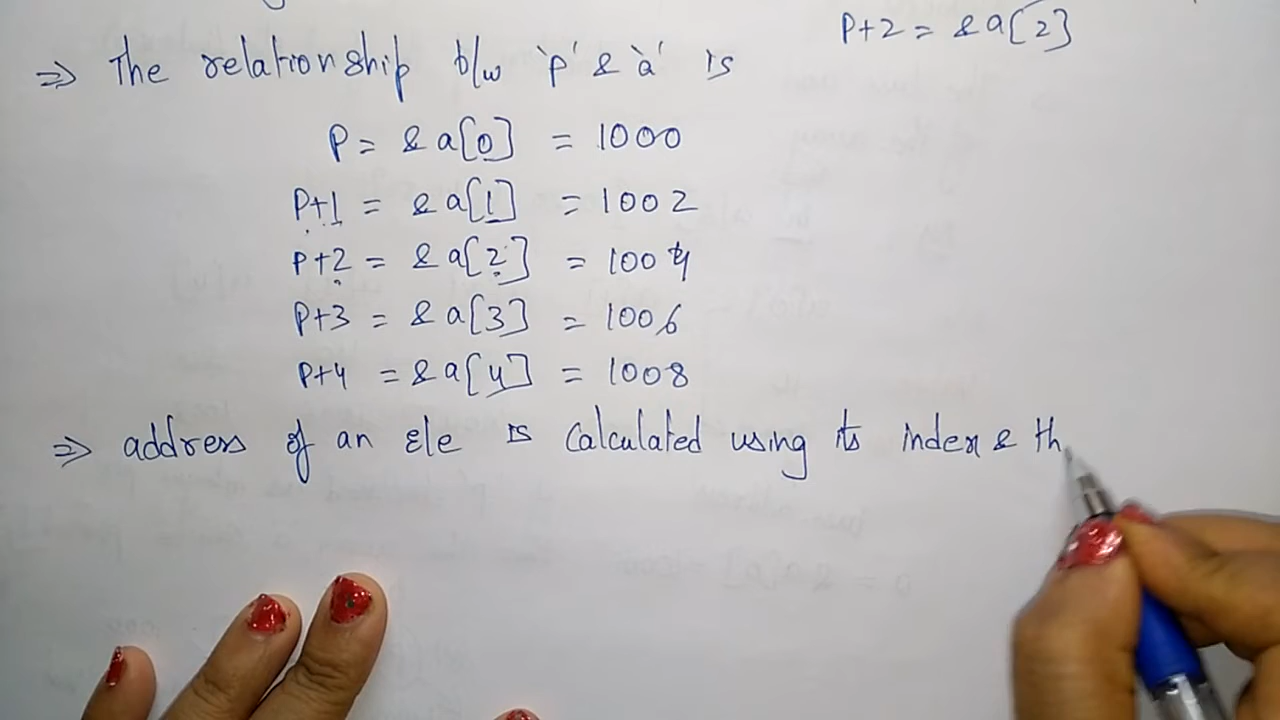 P+2 = &a[2]
⇒ The relationship b/w `p' & `a' is
P = &a[0] = 1000
P+1 = &a[1] = 1002
P+2 = &a[2] = 1004
P+3 = &a[3] = 1006
P+4 = &a[4] = 1008
⇒ address of an ele is calculated using its index & th